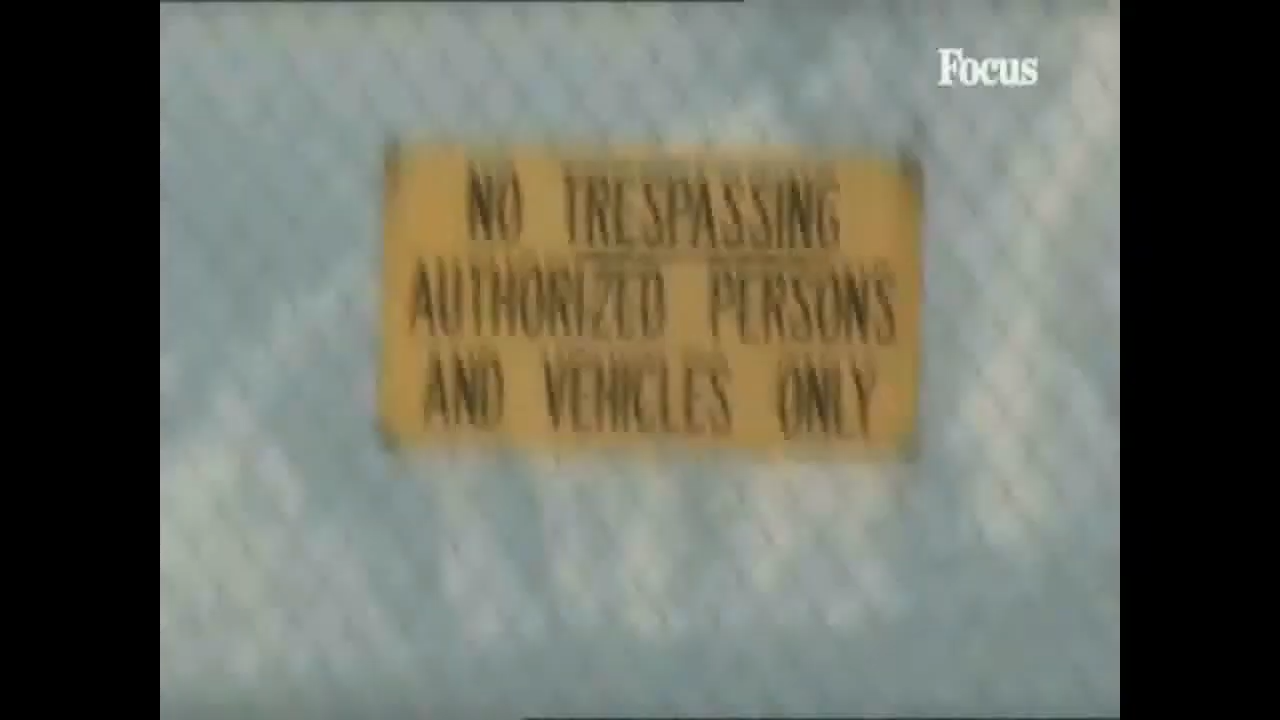 Focus
NO TRESPASSING
AUTHORIZED PERSONS
AND VEHICLES ONLY